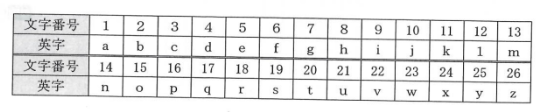 文字番号 1 2 3 4 5 6 7 8 9 10 11 12 13
英字 a b c d e f g h i j k l m
文字番号 14 15 16 17 18 19 20 21 22 23 24 25 26
英字 n o p q r s t u v w x y z